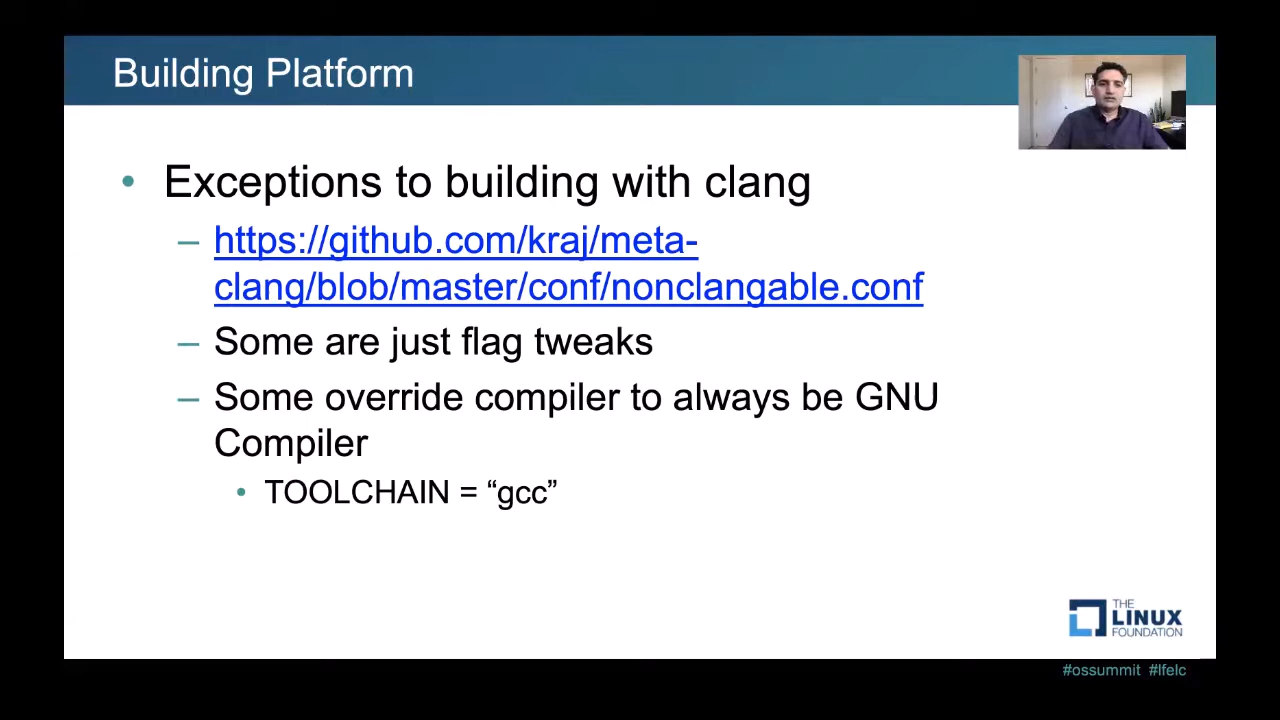 Building Platform
• Exceptions to building with clang
– https://github.com/kraj/meta-
clang/blob/master/conf/nonclangable.conf
– Some are just flag tweaks
– Some override compiler to always be GNU
Compiler
• TOOLCHAIN = “gcc”
THE
LINUX
FOUNDATION
#ossummit #lfelc